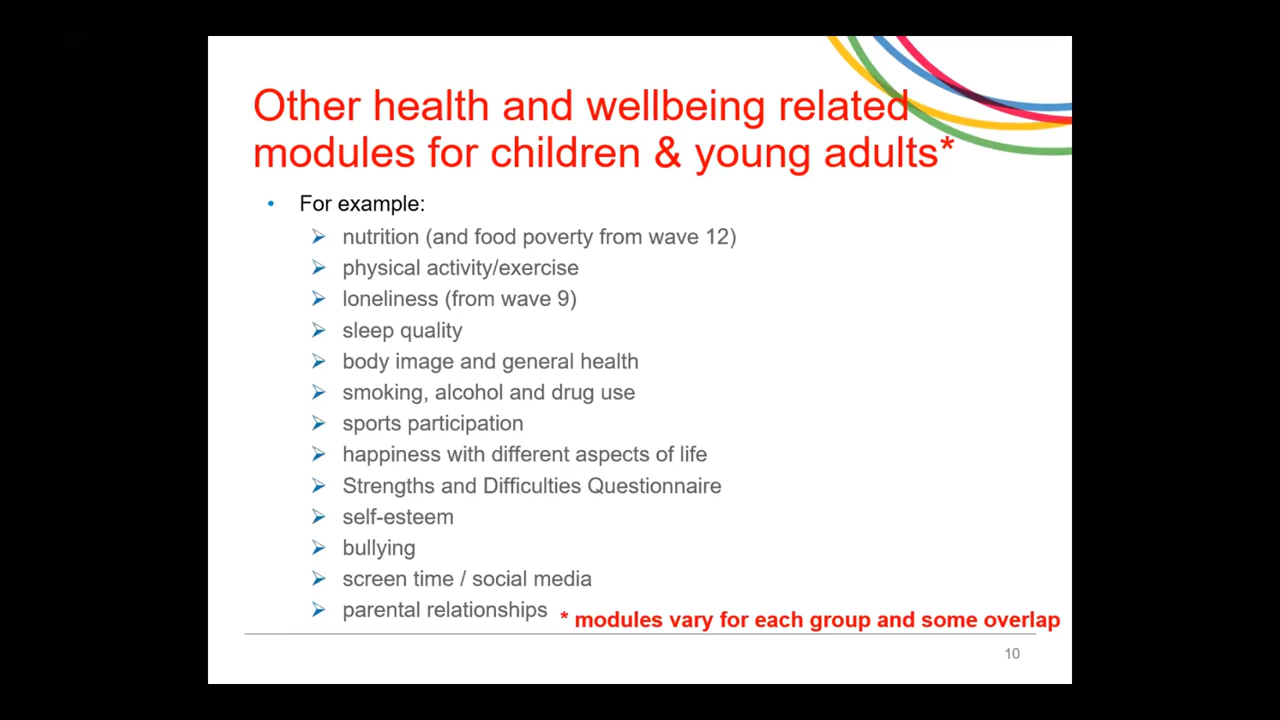 Other health and wellbeing related
modules for children & young adults*
• For example:
➢ nutrition (and food poverty from wave 12)
➢ physical activity/exercise
➢ loneliness (from wave 9)
➢ sleep quality
➢ body image and general health
➢ smoking, alcohol and drug use
➢ sports participation
➢ happiness with different aspects of life
➢ Strengths and Difficulties Questionnaire
➢ self-esteem
➢ bullying
➢ screen time / social media
➢ parental relationships
* modules vary for each group and some overlap
10